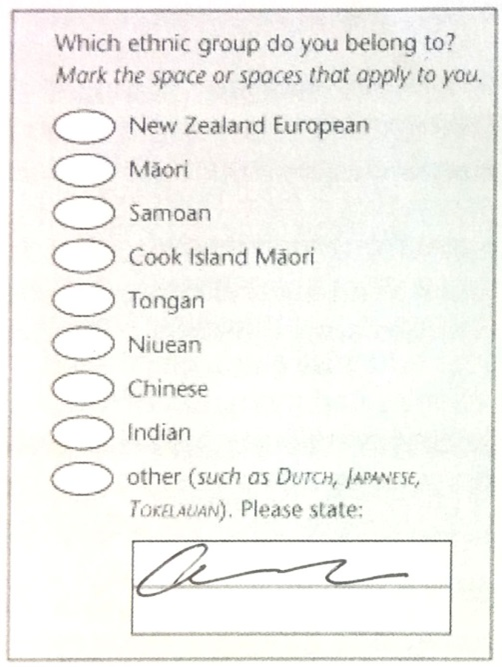 Which ethnic group do you belong to?
Mark the space or spaces that apply to you.
New Zealand European
Māori
Samoan
Cook Island Māori
Tongan
Niuean
Chinese
Indian
other (such as DUTCH, JAPANESE,
TOKELAUAN). Please state: